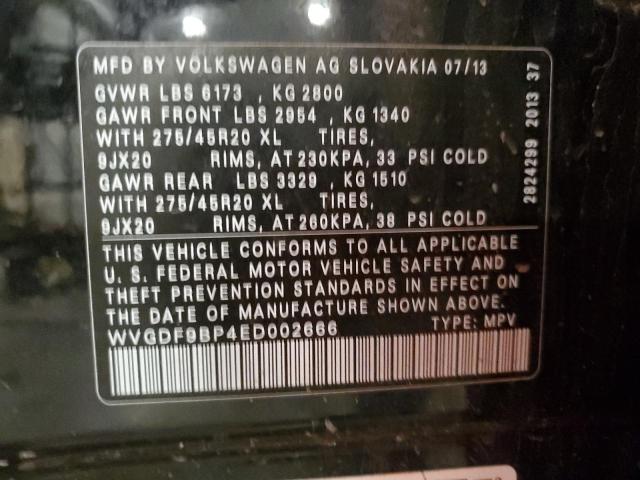 MFD BY VOLKSWAGEN AG SLOVAKIA 07/13
GVWR LBS 6173 , KG 2800
GAWR FRONT LBS 2954 , KG 1340
WITH 275/45R20 XL TIRES,
9JX20 RIMS, AT 230KPA, 33 PSI COLD
GAWR REAR LBS 3329 , KG 1510
WITH 275/45R20 XL TIRES,
9JX20 RIMS, AT 260KPA, 38 PSI COLD
2824299 2013 37
THIS VEHICLE CONFORMS TO ALL APPLICABLE
U. S. FEDERAL MOTOR VEHICLE SAFETY AND
THEFT PREVENTION STANDARDS IN EFFECT ON
THE DATE OF MANUFACTURE SHOWN ABOVE.
WVGDF9BP4ED002666 TYPE: MPV